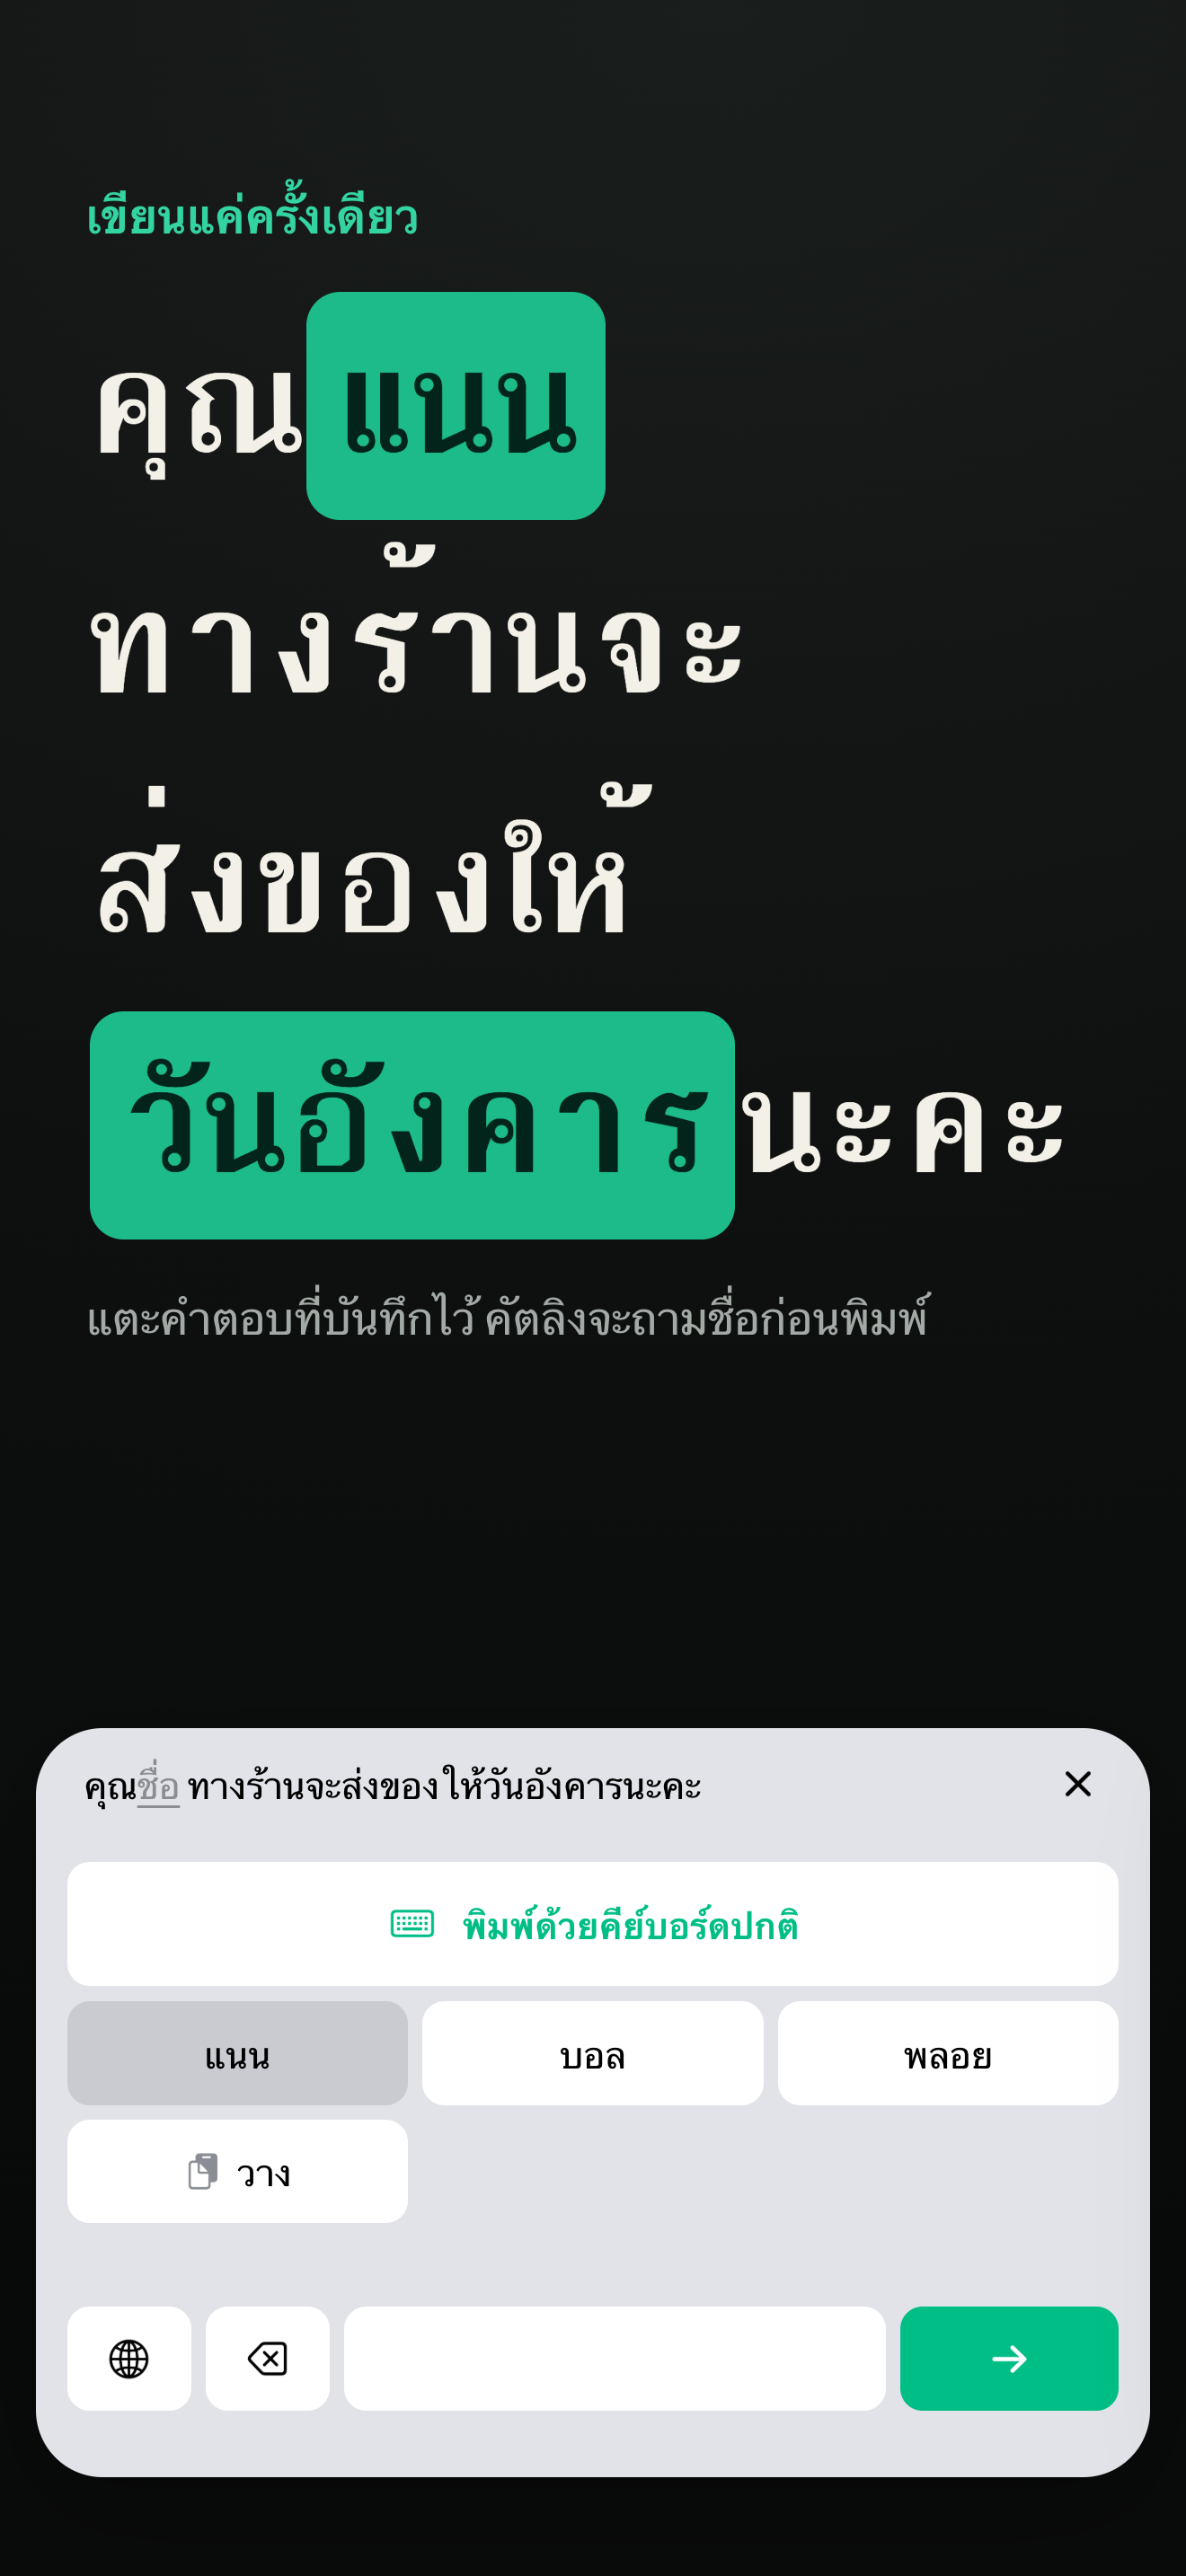 เขียนแค่ครั้งเดียว
คุณแนน
ทางร้านจะ
ส่งของให้
วันอังคารนะคะ
แตะคำตอบที่บันทึกไว้ คัตลิงจะถามชื่อก่อนพิมพ์
คุณชื่อ ทางร้านจะส่งของ ให้วันอังคารนะคะ
พิมพ์ด้วยคีย์บอร์ดปกติ
แนน บอล พลอย
วาง